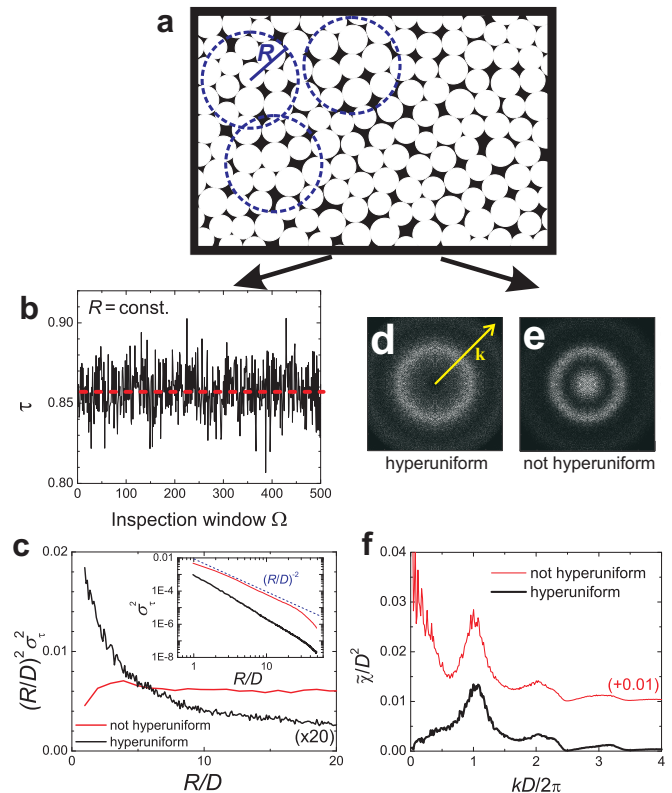 a
R
b
R = const.
0.90
0.85
0.80
τ
0
100
200
300
400
500
Inspection window Ω
d
k
hyperuniform
e
not hyperuniform
c
0.02
0.01
0.00
(R/D)² σ²τ
0.01
1E-4
1E-6
1E-8
σ²τ
(R/D)⁻²
1
10
R/D
not hyperuniform
hyperuniform
(x20)
0
5
10
15
20
R/D
f
0.04
0.03
0.02
0.01
0.00
χ̃/D²
not hyperuniform
hyperuniform
(+0.01)
0
1
2
3
4
kD/2π